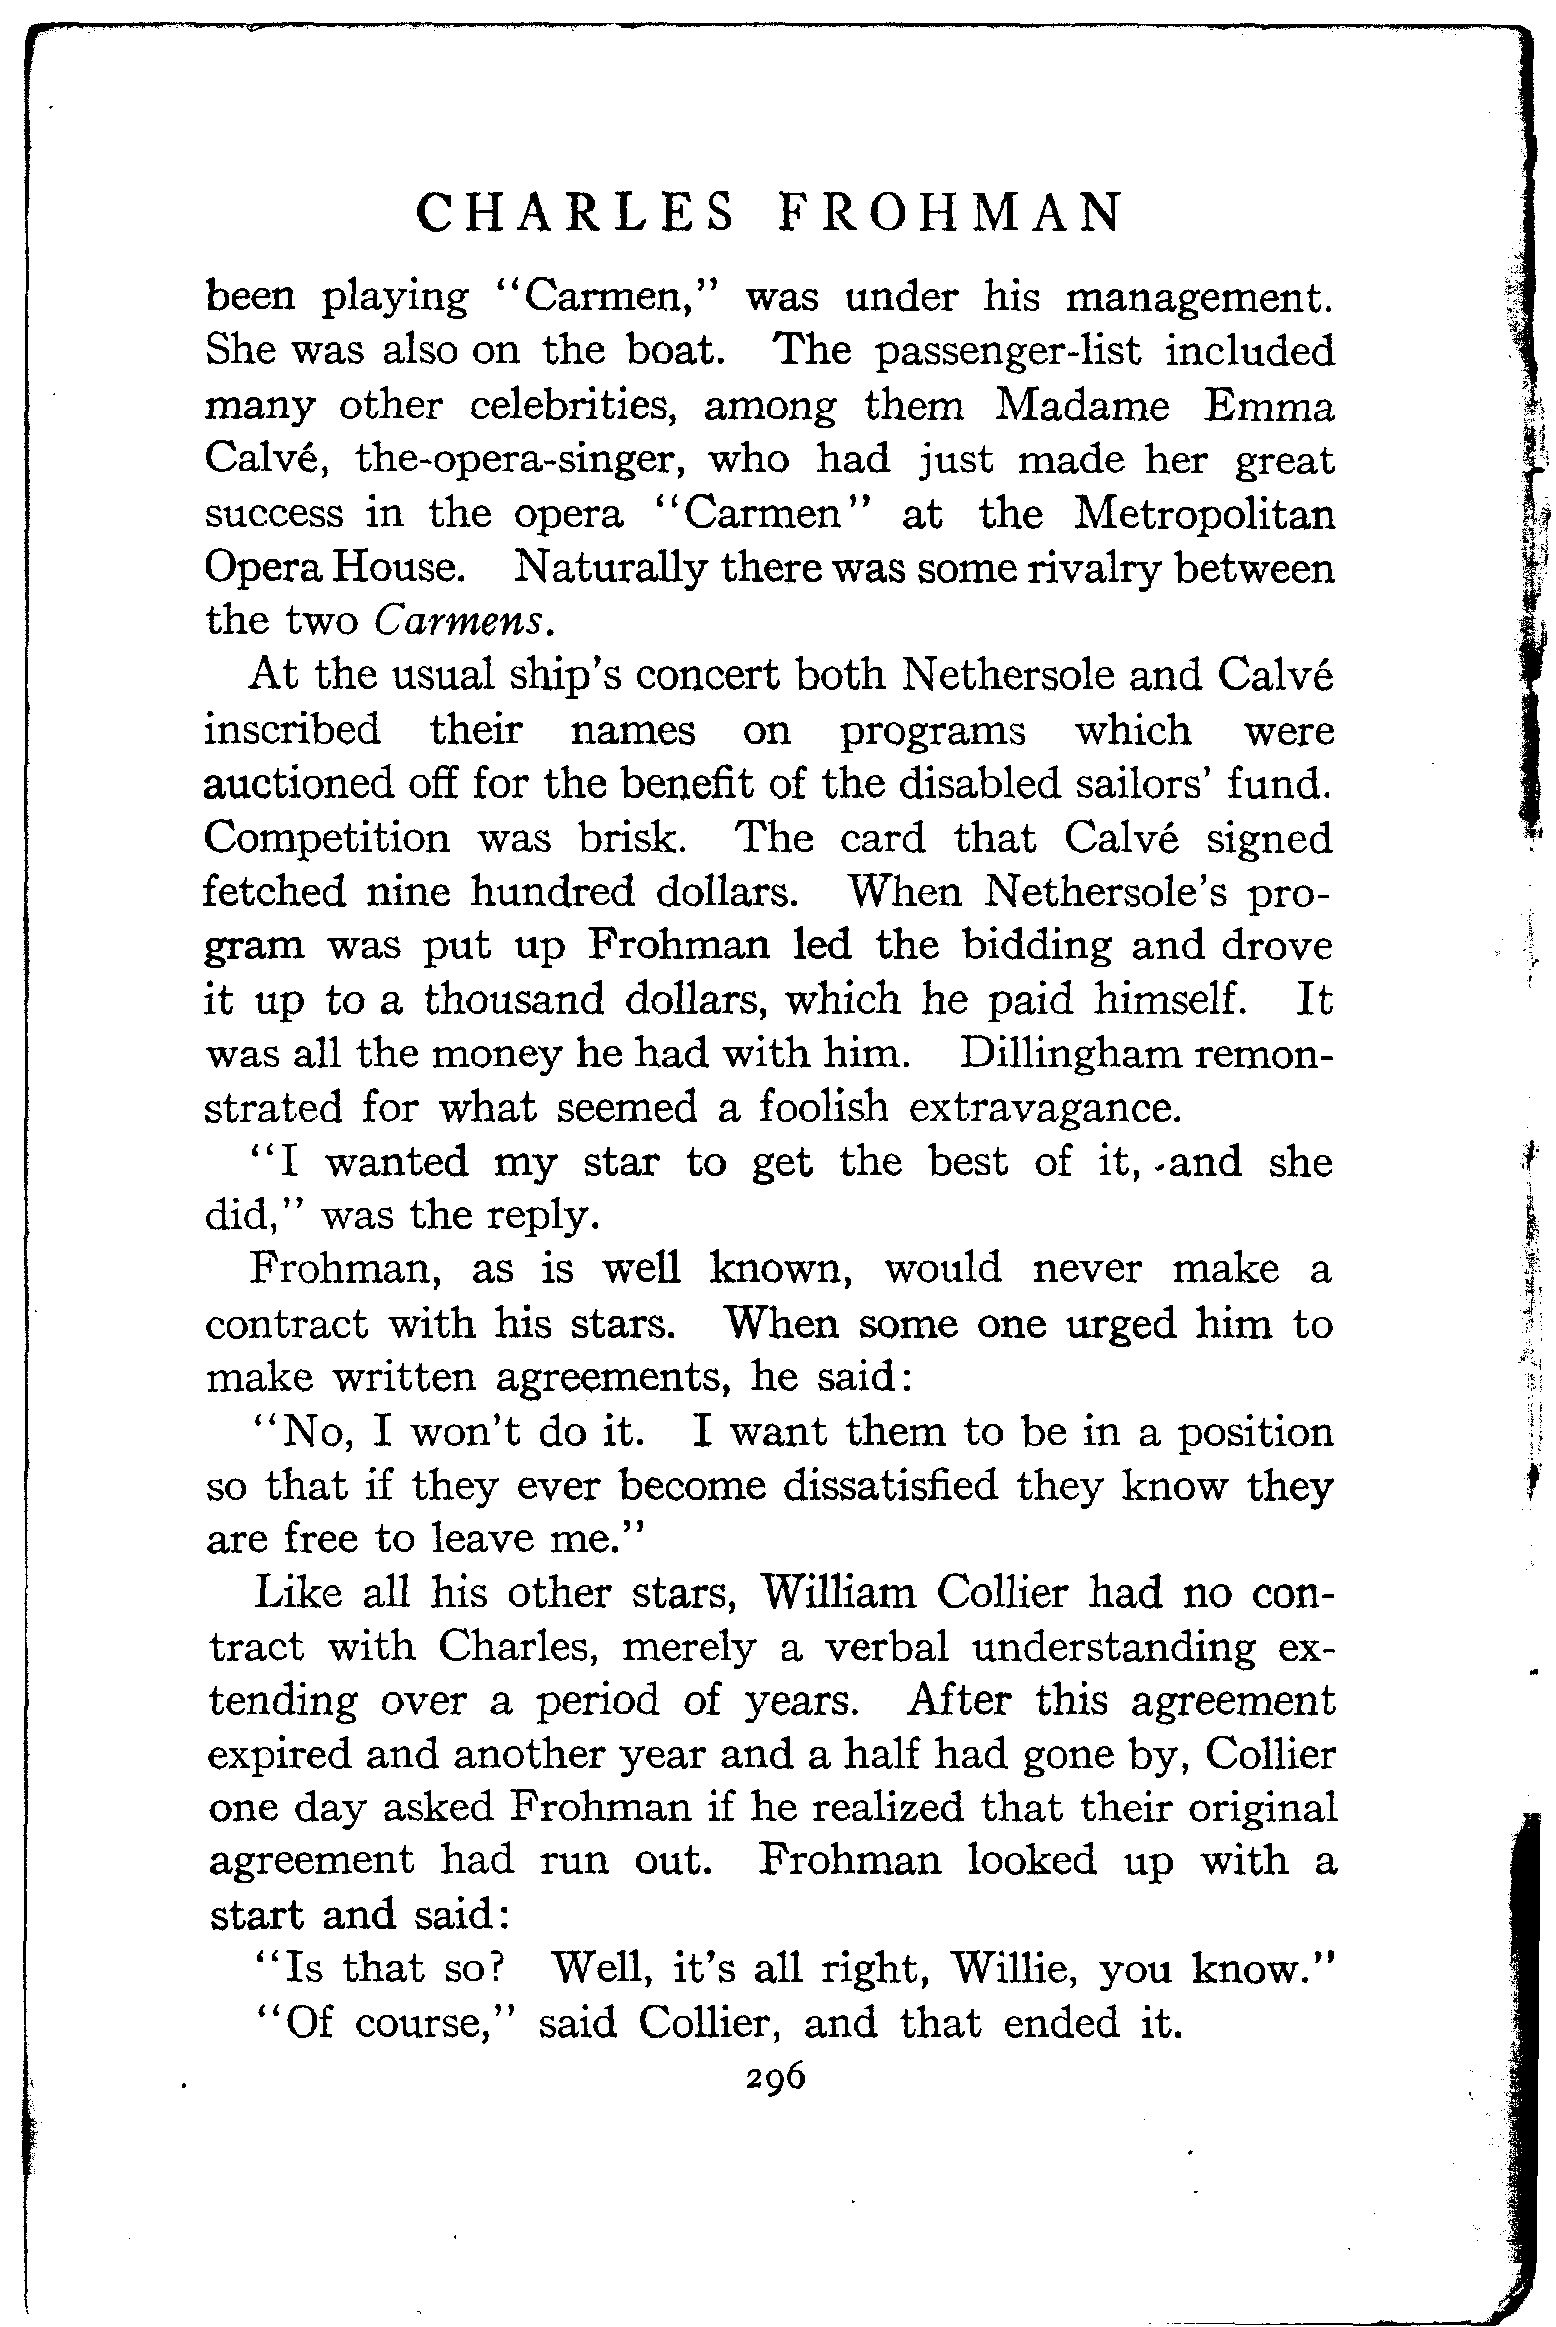 CHARLES FROHMAN
been playing “Carmen,” was under his management.
She was also on the boat. The passenger-list included
many other celebrities, among them Madame Emma
Calvé, the-opera-singer, who had just made her great
success in the opera “Carmen” at the Metropolitan
Opera House. Naturally there was some rivalry between
the two Carmens.
At the usual ship’s concert both Nethersole and Calvé
inscribed their names on programs which were
auctioned off for the benefit of the disabled sailors’ fund.
Competition was brisk. The card that Calvé signed
fetched nine hundred dollars. When Nethersole’s pro-
gram was put up Frohman led the bidding and drove
it up to a thousand dollars, which he paid himself. It
was all the money he had with him. Dillingham remon-
strated for what seemed a foolish extravagance.
“I wanted my star to get the best of it, and she
did,” was the reply.
Frohman, as is well known, would never make a
contract with his stars. When some one urged him to
make written agreements, he said:
“No, I won’t do it. I want them to be in a position
so that if they ever become dissatisfied they know they
are free to leave me.”
Like all his other stars, William Collier had no con-
tract with Charles, merely a verbal understanding ex-
tending over a period of years. After this agreement
expired and another year and a half had gone by, Collier
one day asked Frohman if he realized that their original
agreement had run out. Frohman looked up with a
start and said:
“Is that so? Well, it’s all right, Willie, you know.”
“Of course,” said Collier, and that ended it.
296